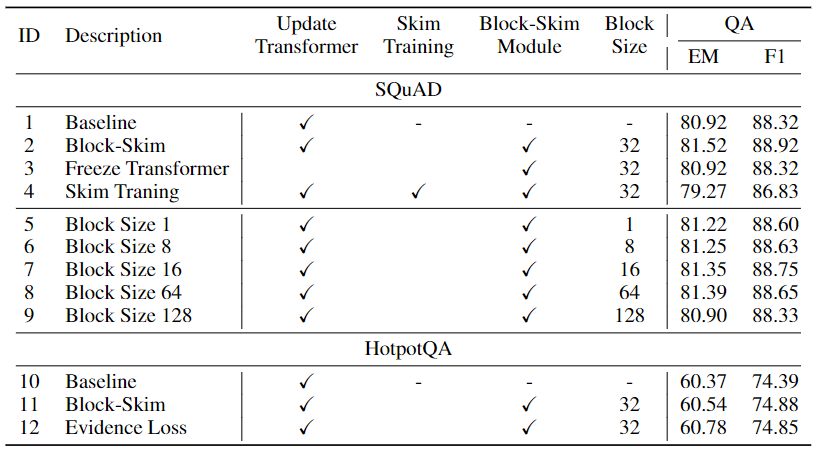 ID Description Update Transformer Skim Training Block-Skim Module Block Size QA
EM F1
SQuAD
1 Baseline ✓ - - - 80.92 88.32
2 Block-Skim ✓ ✓ 32 81.52 88.92
3 Freeze Transformer ✓ 32 80.92 88.32
4 Skim Traning ✓ ✓ ✓ 32 79.27 86.83
5 Block Size 1 ✓ ✓ 1 81.22 88.60
6 Block Size 8 ✓ ✓ 8 81.25 88.63
7 Block Size 16 ✓ ✓ 16 81.35 88.75
8 Block Size 64 ✓ ✓ 64 81.39 88.65
9 Block Size 128 ✓ ✓ 128 80.90 88.33
HotpotQA
10 Baseline ✓ - - - 60.37 74.39
11 Block-Skim ✓ ✓ 32 60.54 74.88
12 Evidence Loss ✓ ✓ 32 60.78 74.85